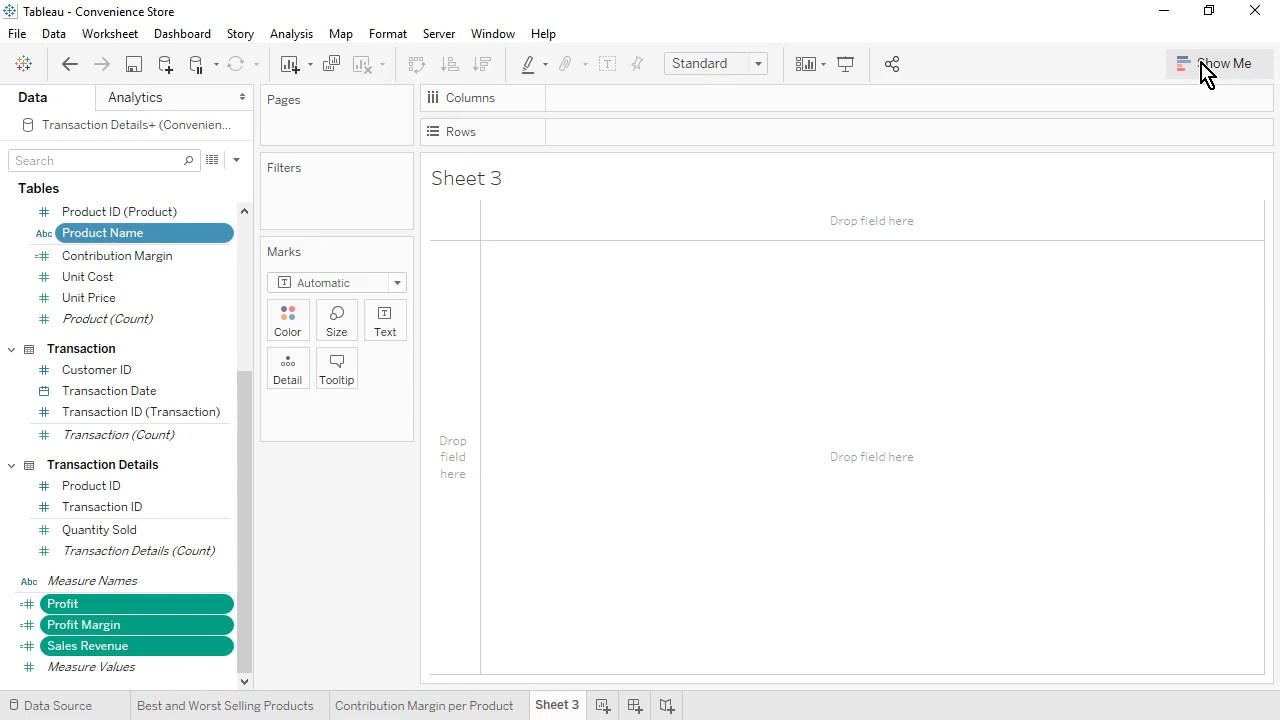 Tableau - Convenience Store
File Data Worksheet Dashboard Story Analysis Map Format Server Window Help
Standard
Show Me
Data Analytics
Transaction Details+ (Convenien...
Search
Tables
Product ID (Product)
Abc Product Name
Contribution Margin
Unit Cost
Unit Price
Product (Count)
Transaction
Customer ID
Transaction Date
Transaction ID (Transaction)
Transaction (Count)
Transaction Details
Product ID
Transaction ID
Quantity Sold
Transaction Details (Count)
Abc Measure Names
Profit
Profit Margin
Sales Revenue
Measure Values
Pages
Filters
Marks
Automatic
Color Size Text
Detail Tooltip
Columns
Rows
Sheet 3
Drop field here
Drop
field
here
Drop field here
Data Source Best and Worst Selling Products Contribution Margin per Product Sheet 3